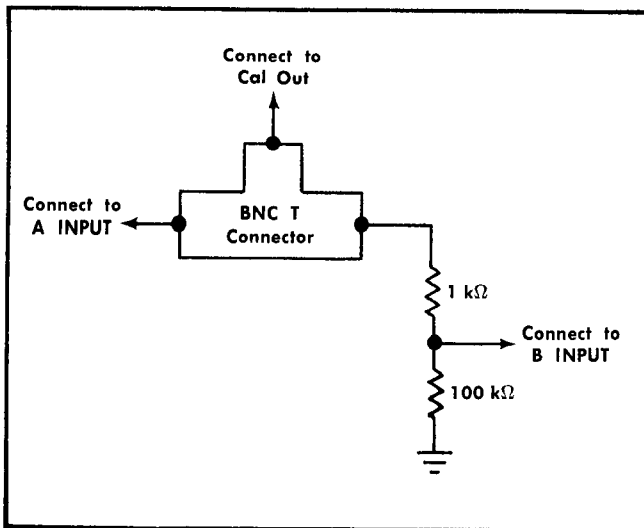 Connect to
Cal Out
Connect to
A INPUT
BNC T
Connector
1 kΩ
Connect to
B INPUT
100 kΩ